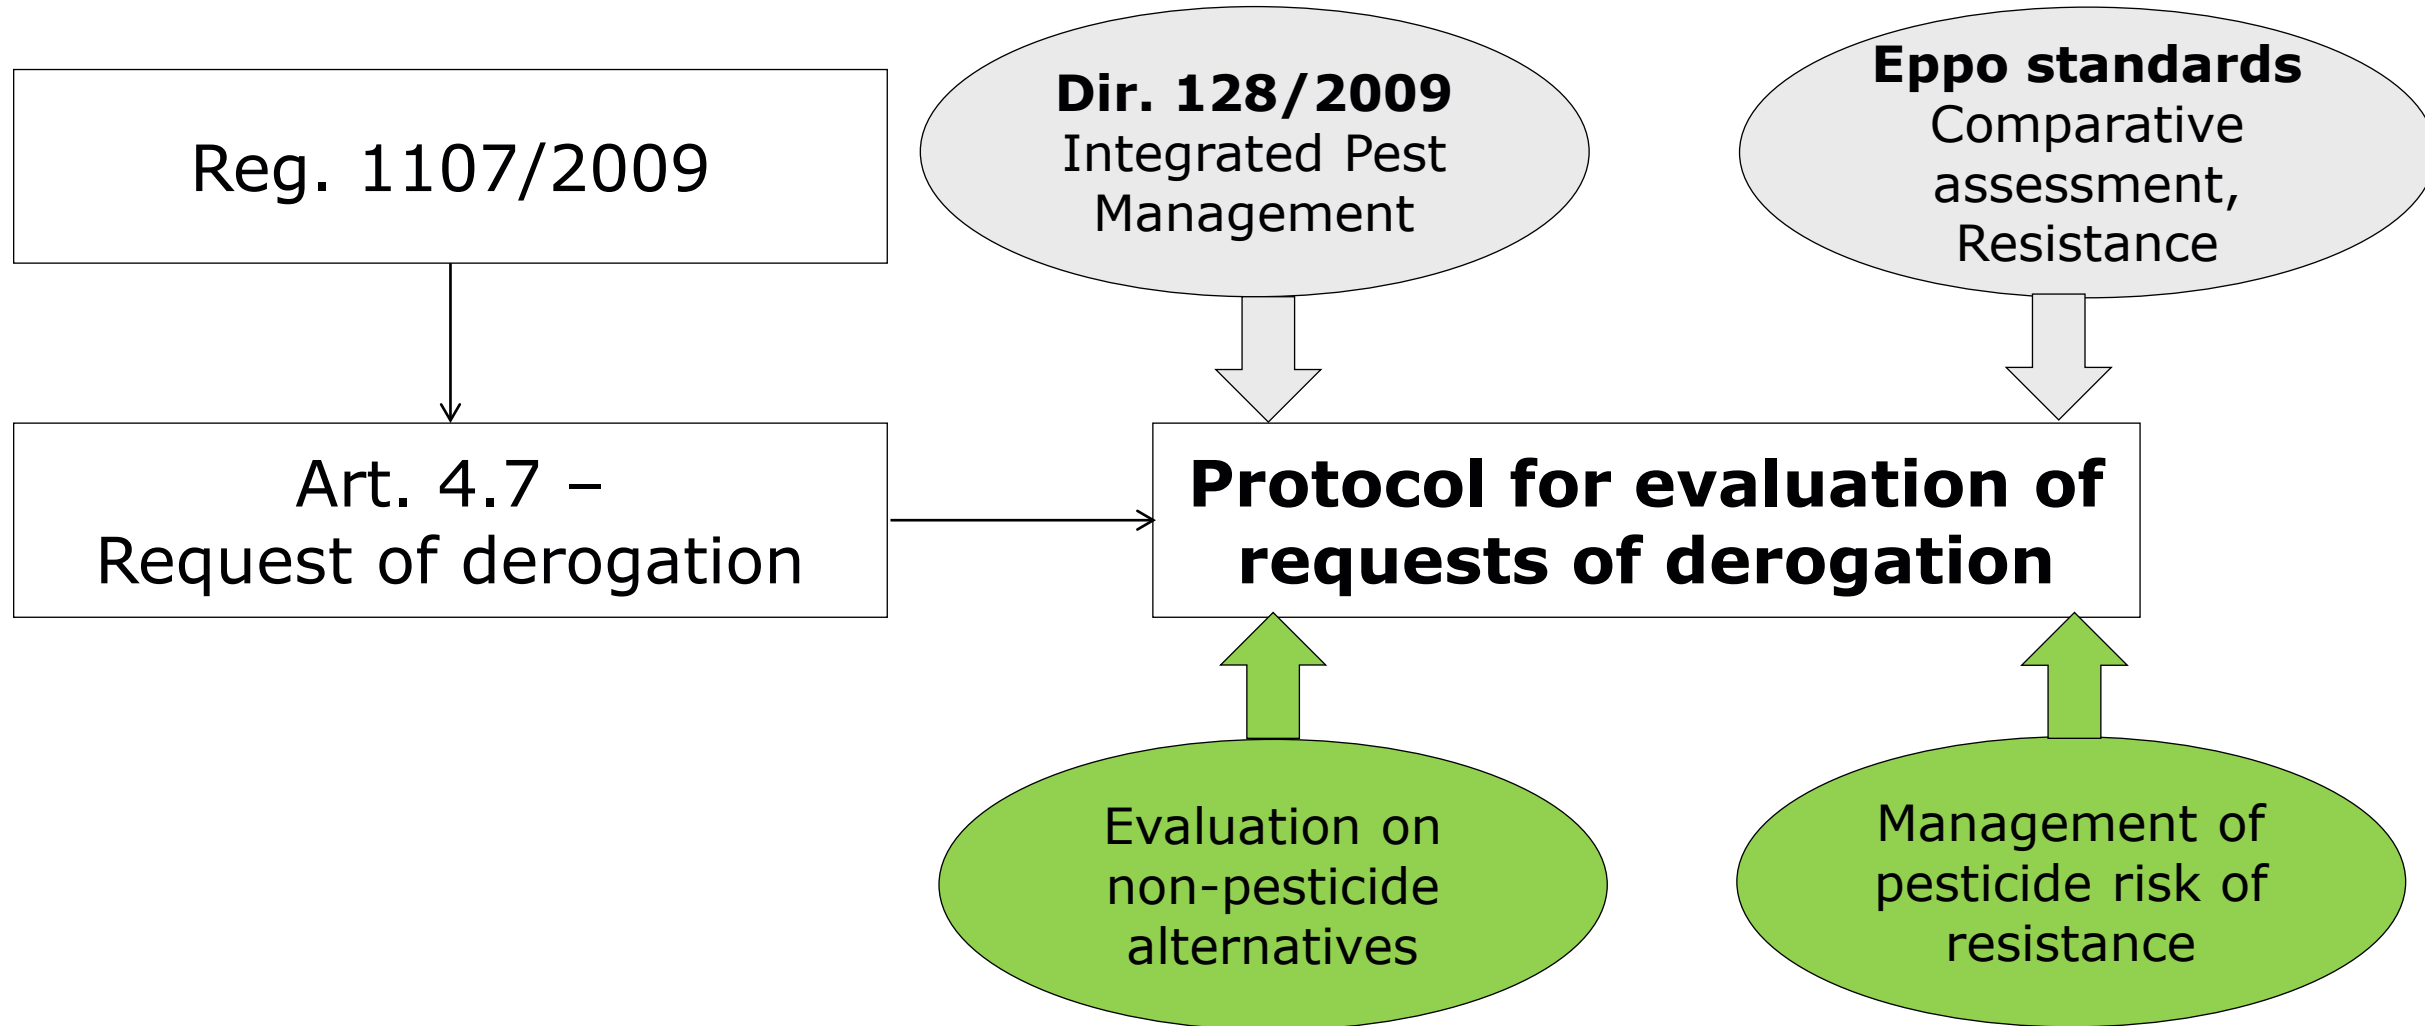 Reg. 1107/2009
Dir. 128/2009
Integrated Pest
Management
Eppo standards
Comparative
assessment,
Resistance
Art. 4.7 –
Request of derogation
Protocol for evaluation of
requests of derogation
Evaluation on
non-pesticide
alternatives
Management of
pesticide risk of
resistance